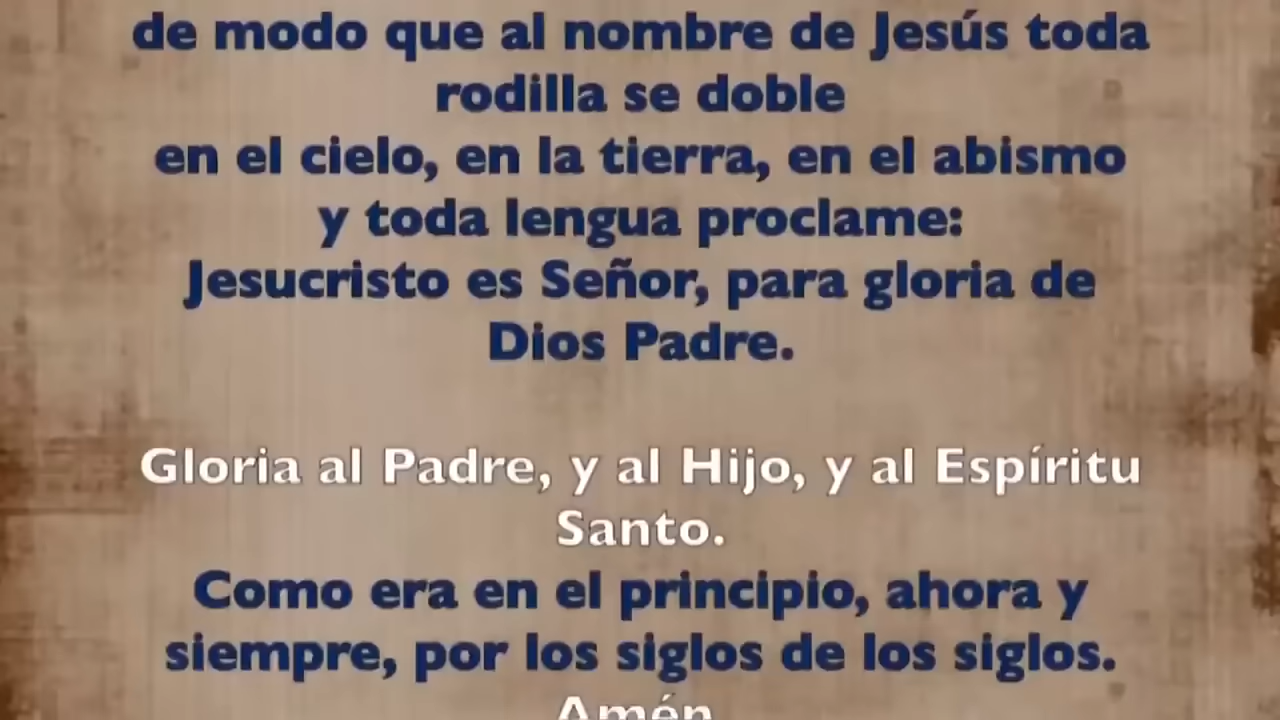 de modo que al nombre de Jesús toda
rodilla se doble
en el cielo, en la tierra, en el abismo
y toda lengua proclame:
Jesucristo es Señor, para gloria de
Dios Padre.
Gloria al Padre, y al Hijo, y al Espíritu
Santo.
Como era en el principio, ahora y
siempre, por los siglos de los siglos.
Amén